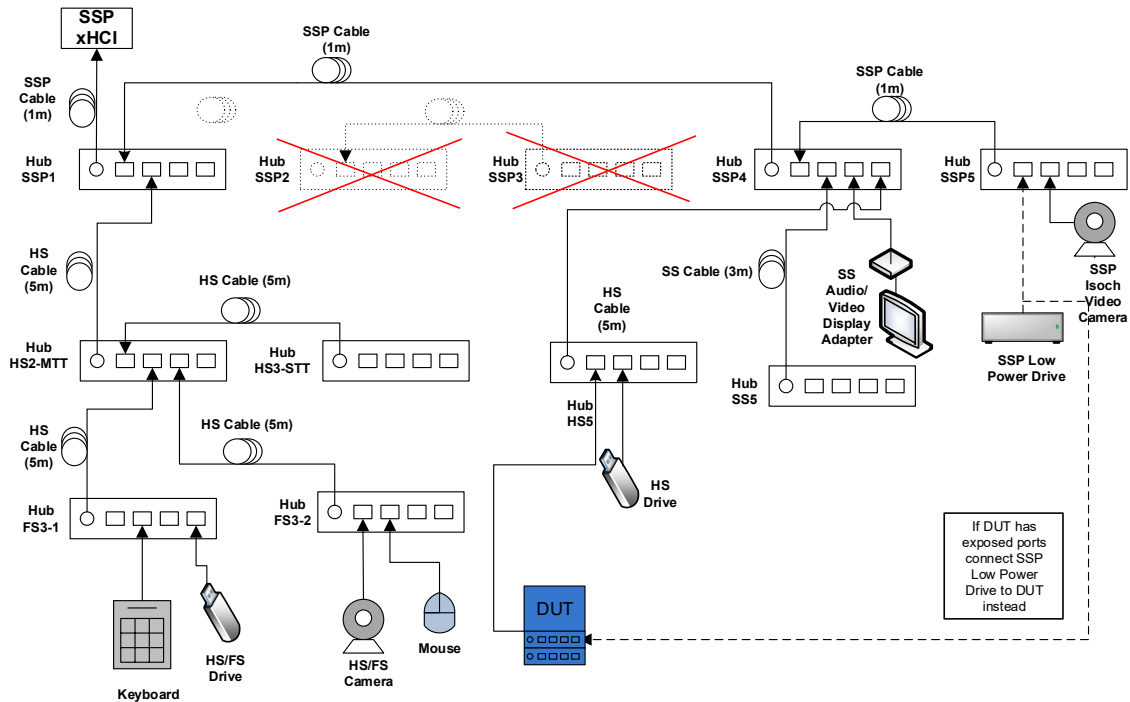 SSP
xHCI
SSP
Cable
(1m)
SSP Cable
(1m)
SSP Cable
(1m)
Hub
SSP1
Hub
SSP2
Hub
SSP3
Hub
SSP4
Hub
SSP5
HS
Cable
(5m)
HS Cable (5m)
SS Cable (3m)
HS
Cable
(5m)
SS
Audio/
Video
Display
Adapter
SSP
Isoch
Video
Camera
SSP Low
Power Drive
Hub
HS2-MTT
Hub
HS3-STT
Hub
HS5
Hub
SS5
HS
Cable
(5m)
HS Cable (5m)
HS
Drive
Hub
FS3-1
Hub
FS3-2
If DUT has
exposed ports
connect SSP
Low Power
Drive to DUT
instead
DUT
Keyboard
HS/FS
Drive
HS/FS
Camera
Mouse